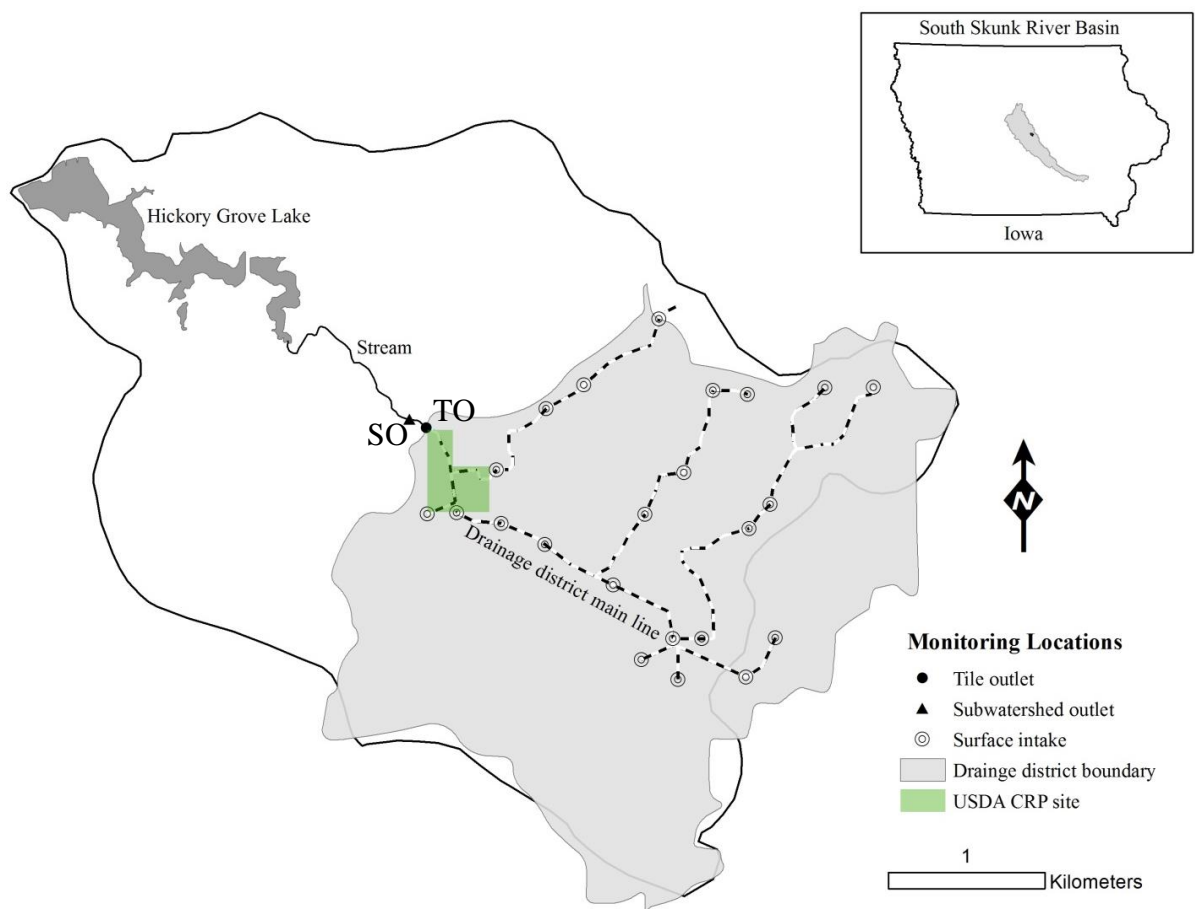 South Skunk River Basin
Iowa
Hickory Grove Lake
Stream
TO
SO
Drainage district main line
N
Monitoring Locations
Tile outlet
Subwatershed outlet
Surface intake
Drainge district boundary
USDA CRP site
1
Kilometers